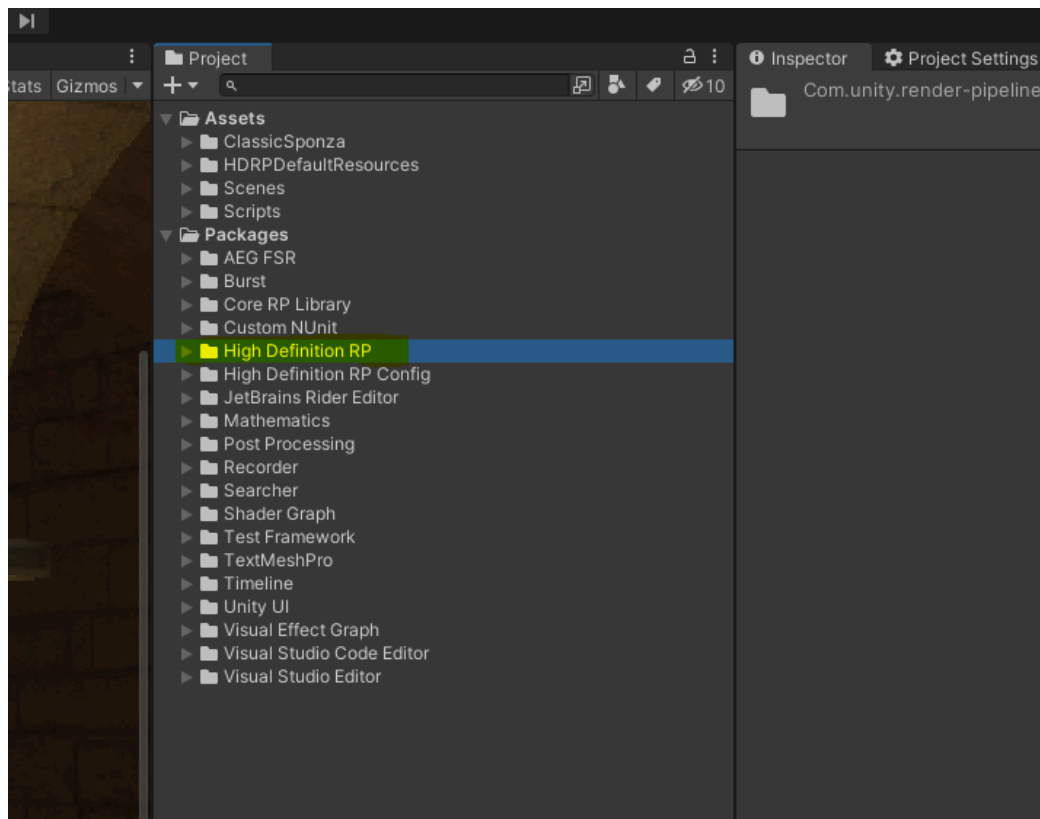 Project
Inspector
Project Settings
tats Gizmos
10
Com.unity.render-pipeline
Assets
ClassicSponza
HDRPDefaultResources
Scenes
Scripts
Packages
AEG FSR
Burst
Core RP Library
Custom NUnit
High Definition RP
High Definition RP Config
JetBrains Rider Editor
Mathematics
Post Processing
Recorder
Searcher
Shader Graph
Test Framework
TextMeshPro
Timeline
Unity UI
Visual Effect Graph
Visual Studio Code Editor
Visual Studio Editor